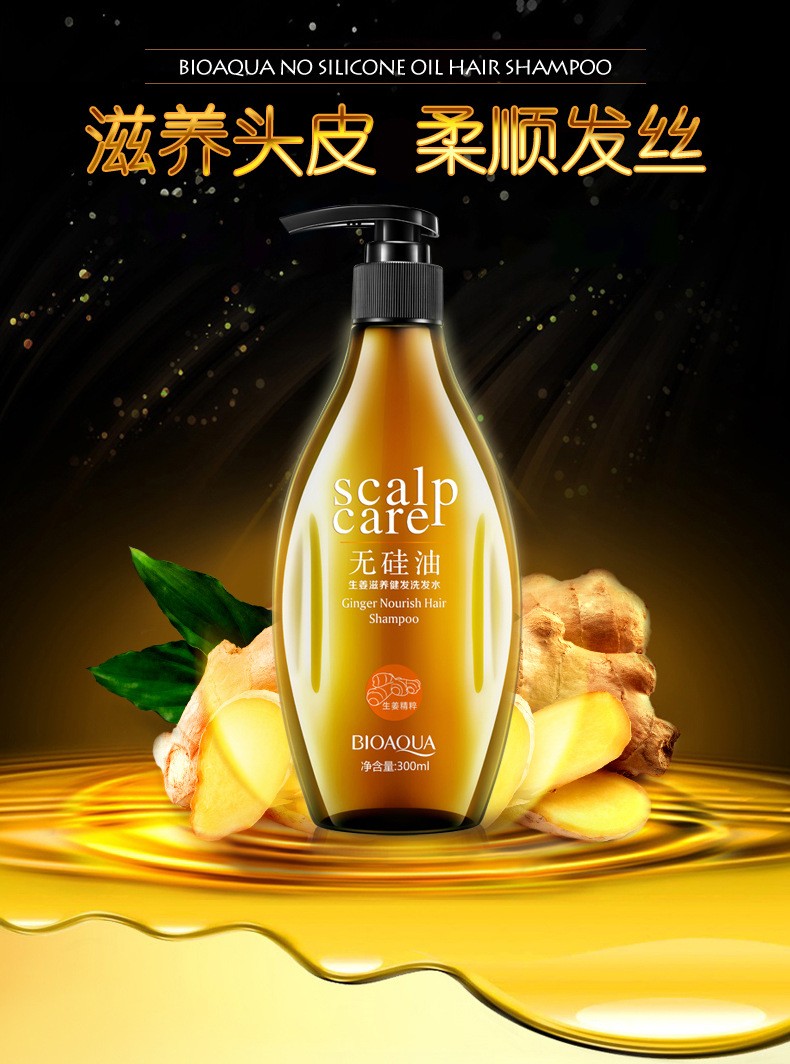 BIOAQUA NO SILICONE OIL HAIR SHAMPOO
滋养头皮 柔顺发丝
scalp
care
无硅油
生姜滋养健发洗发水
Ginger Nourish Hair
Shampoo
生姜精粹
BIOAQUA
净含量:300ml